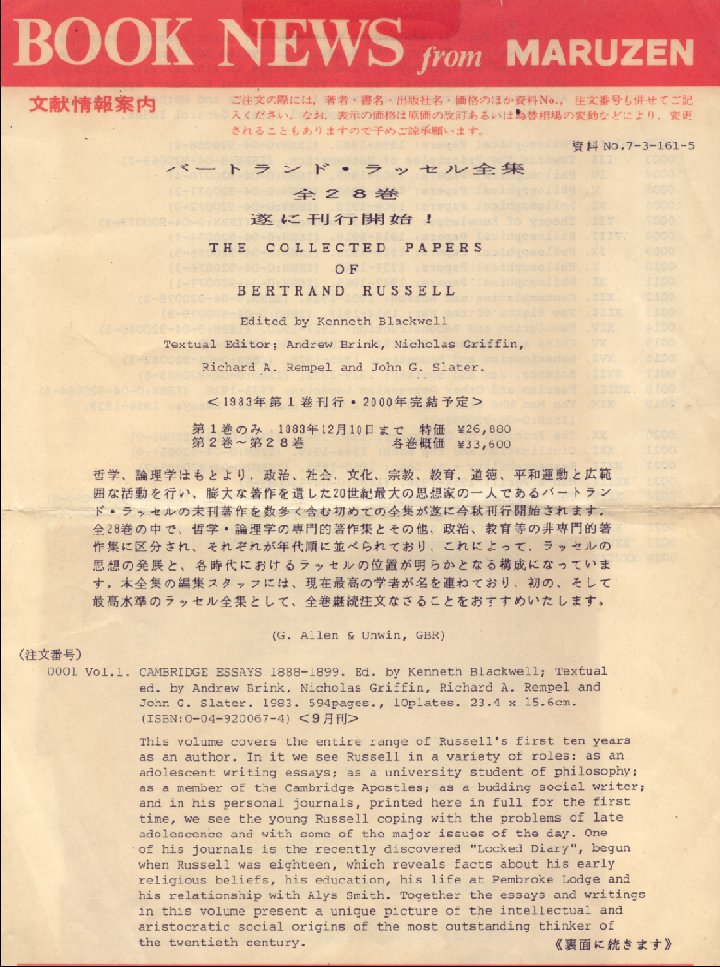 BOOK NEWS from MARUZEN
文献情報案内
ご注文の際には，著者・書名・出版社名・価格のほか資料No.，注文番号も併せてご記
入ください。なお，表示の価格は原価の改訂あるいは為替相場の変動などにより，変更
されることもありますので予めご諒承願います。
資料 No.7-3-161-5
バートランド・ラッセル全集
全28巻
遂に刊行開始！
THE COLLECTED PAPERS
OF
BERTRAND RUSSELL
Edited by Kenneth Blackwell
Textual Editor; Andrew Brink, Nicholas Griffin,
Richard A. Rempel and John G. Slater.
＜1983年第1巻刊行・2000年完結予定＞
第1巻のみ 1983年12月10日まで 特価 ¥26,880
第2巻～第28巻 各巻概価 ¥33,600
哲学、論理学はもとより、政治、社会、文化、宗教、教育、道徳、平和運動と広範
囲な活動を行い、膨大な著作を遺した20世紀最大の思想家の一人であるバートラン
ド・ラッセルの未刊著作を数多く含む初めての全集が遂に今秋刊行開始されます。
全28巻の中で、哲学・論理学の専門的著作集とその他、政治、教育等の非専門的著
作集に区分され、それぞれが年代順に並べられており、これによって、ラッセルの
思想の発展と、各時代におけるラッセルの位置が明らかとなる構成になっていま
す。本全集の編集スタッフには、現在最高の学者が名を連ねており、初の、そして
最高水準のラッセル全集として、全巻継続注文なさることをおすすめいたします。
(G. Allen & Unwin, GBR)
(注文番号)
0001 Vol.1. CAMBRIDGE ESSAYS 1888-1899. Ed. by Kenneth Blackwell; Textual
ed. by Andrew Brink, Nicholas Griffin, Richard A. Rempel and
John G. Slater. 1983. 594pages., 10plates. 23.4 x 15.6cm.
(ISBN:0-04-920067-4) ＜9月刊＞
This volume covers the entire range of Russell's first ten years
as an author. In it we see Russell in a variety of roles: as an
adolescent writing essays; as a university student of philosophy;
as a member of the Cambridge Apostles; as a budding social writer;
and in his personal journals, printed here in full for the first
time, we see the young Russell coping with the problems of late
adolescence and with some of the major issues of the day. One
of his journals is the recently discovered "Locked Diary", begun
when Russell was eighteen, which reveals facts about his early
religious beliefs, his education, his life at Pembroke Lodge and
his relationship with Alys Smith. Together the essays and writings
in this volume present a unique picture of the intellectual and
aristocratic social origins of the most outstanding thinker of
the twentieth century.
《裏面に続きます》